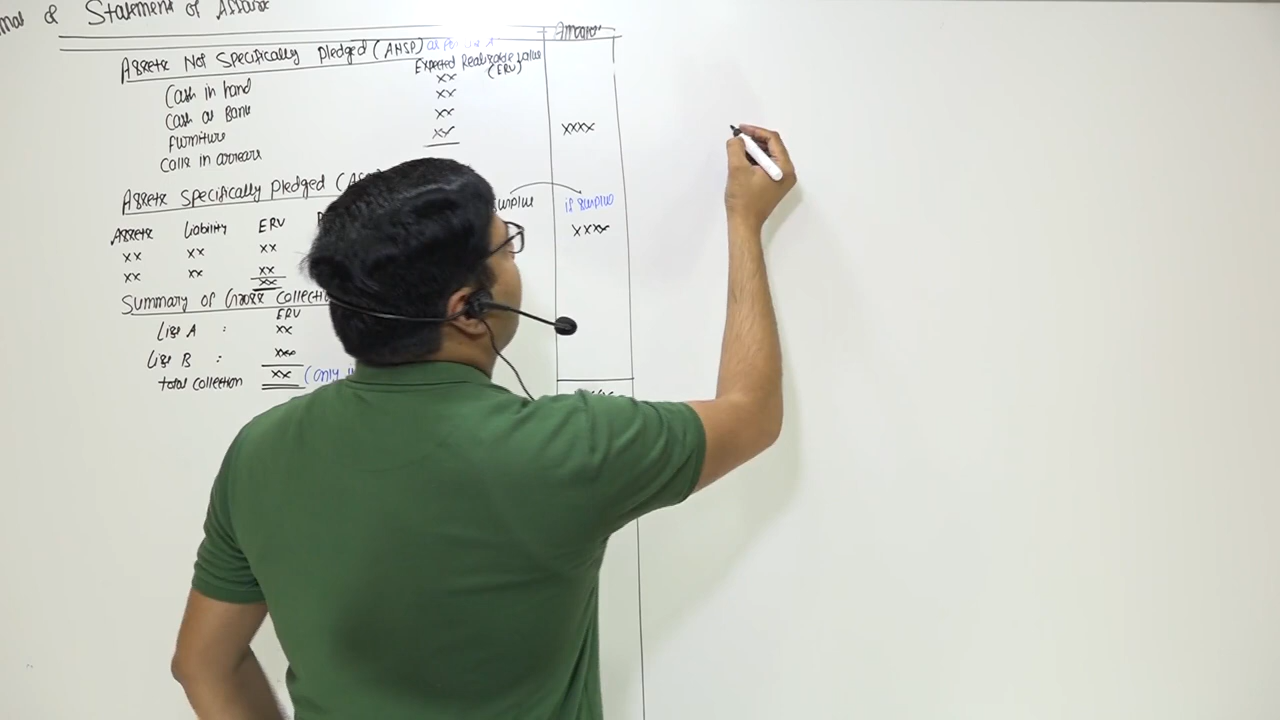 & Statement of Affairs
Amount
Assets Not Specifically Pledged (ANSP) as per List A
Expected Realizable value
(ERV)
Cash in hand xx
Cash at Bank xx
Furniture xx xxxx
Calls in arrears xx
Assets Specifically Pledged
Surplus if surplus
Assets Liability ERV
xx xx xx xxxx
xx xx xx
xx
Summary of Gross Collection
ERV
List A : xx
List B : xxx
total collection xx (only